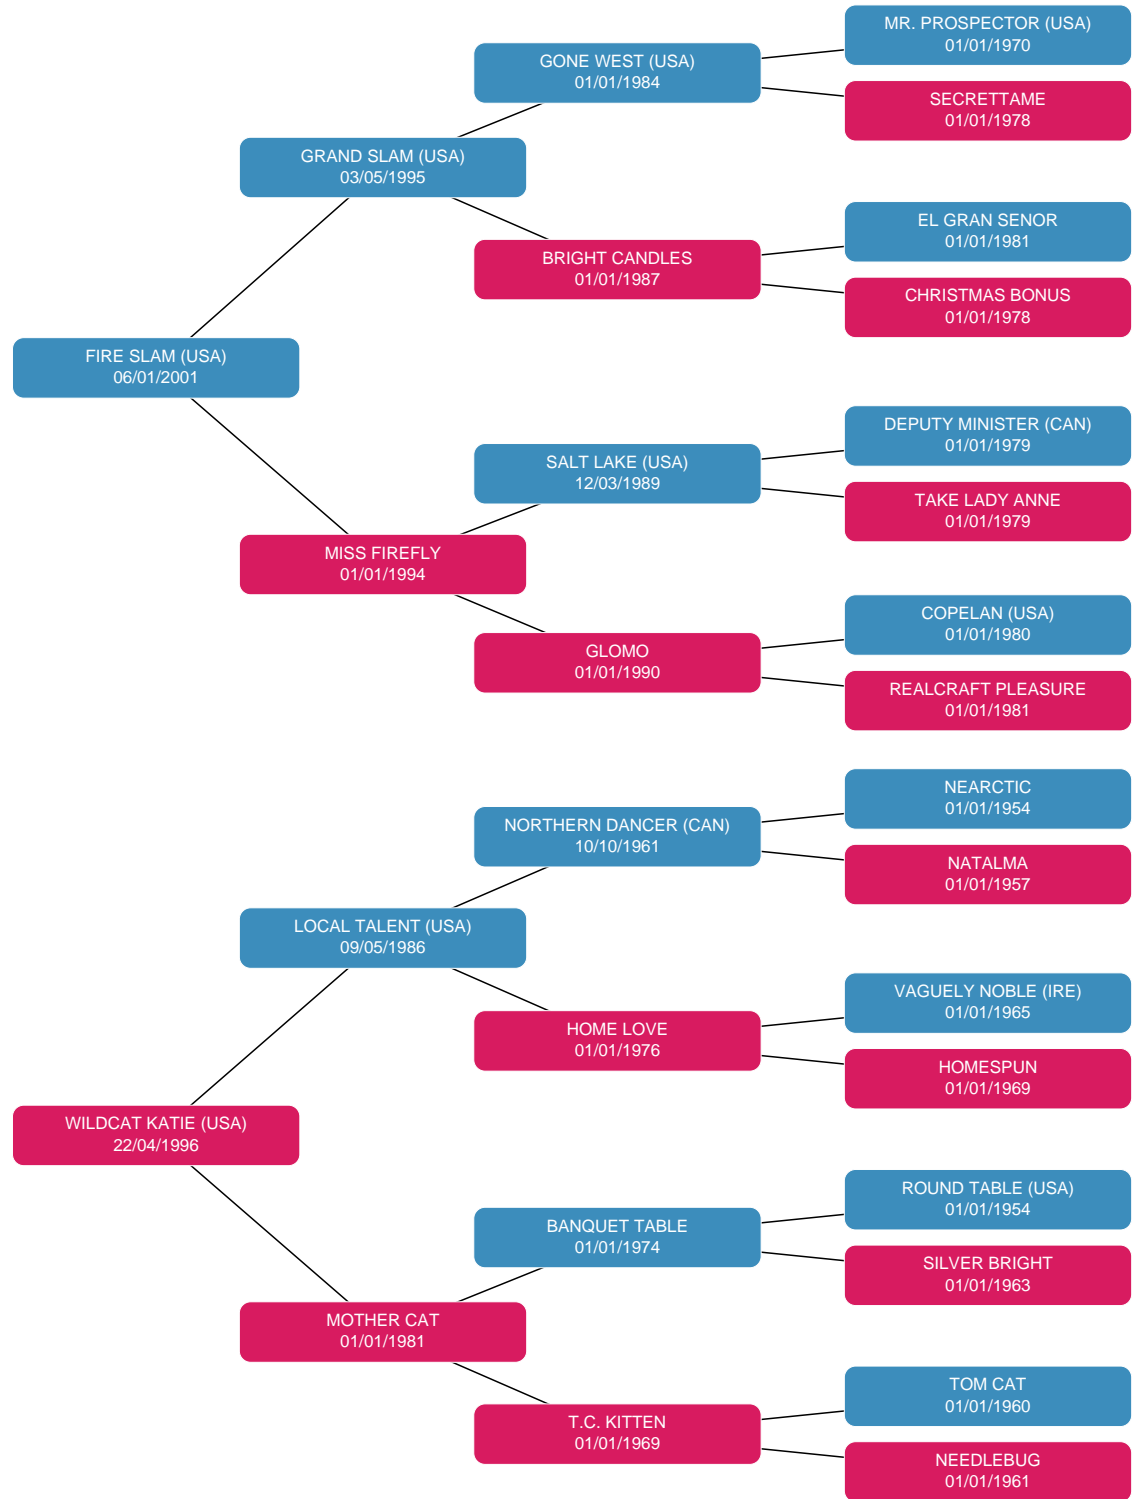 MR. PROSPECTOR (USA)
01/01/1970
GONE WEST (USA)
01/01/1984
SECRETTAME
01/01/1978
GRAND SLAM (USA)
03/05/1995
EL GRAN SENOR
01/01/1981
BRIGHT CANDLES
01/01/1987
CHRISTMAS BONUS
01/01/1978
FIRE SLAM (USA)
06/01/2001
DEPUTY MINISTER (CAN)
01/01/1979
SALT LAKE (USA)
12/03/1989
TAKE LADY ANNE
01/01/1979
MISS FIREFLY
01/01/1994
COPELAN (USA)
01/01/1980
GLOMO
01/01/1990
REALCRAFT PLEASURE
01/01/1981
NEARCTIC
01/01/1954
NORTHERN DANCER (CAN)
10/10/1961
NATALMA
01/01/1957
LOCAL TALENT (USA)
09/05/1986
VAGUELY NOBLE (IRE)
01/01/1965
HOME LOVE
01/01/1976
HOMESPUN
01/01/1969
WILDCAT KATIE (USA)
22/04/1996
ROUND TABLE (USA)
01/01/1954
BANQUET TABLE
01/01/1974
SILVER BRIGHT
01/01/1963
MOTHER CAT
01/01/1981
TOM CAT
01/01/1960
T.C. KITTEN
01/01/1969
NEEDLEBUG
01/01/1961